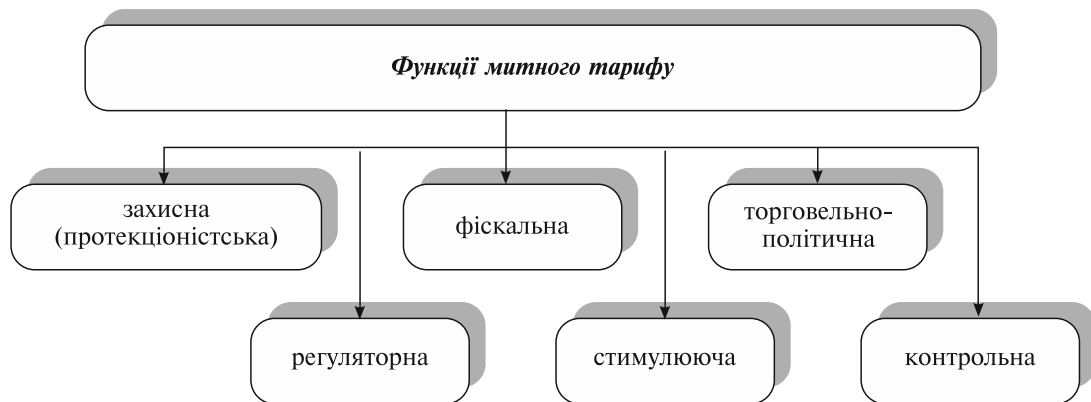 Функції митного тарифу
захисна
(протекціоністська)
фіскальна
торговельно-
політична
регуляторна
стимулююча
контрольна